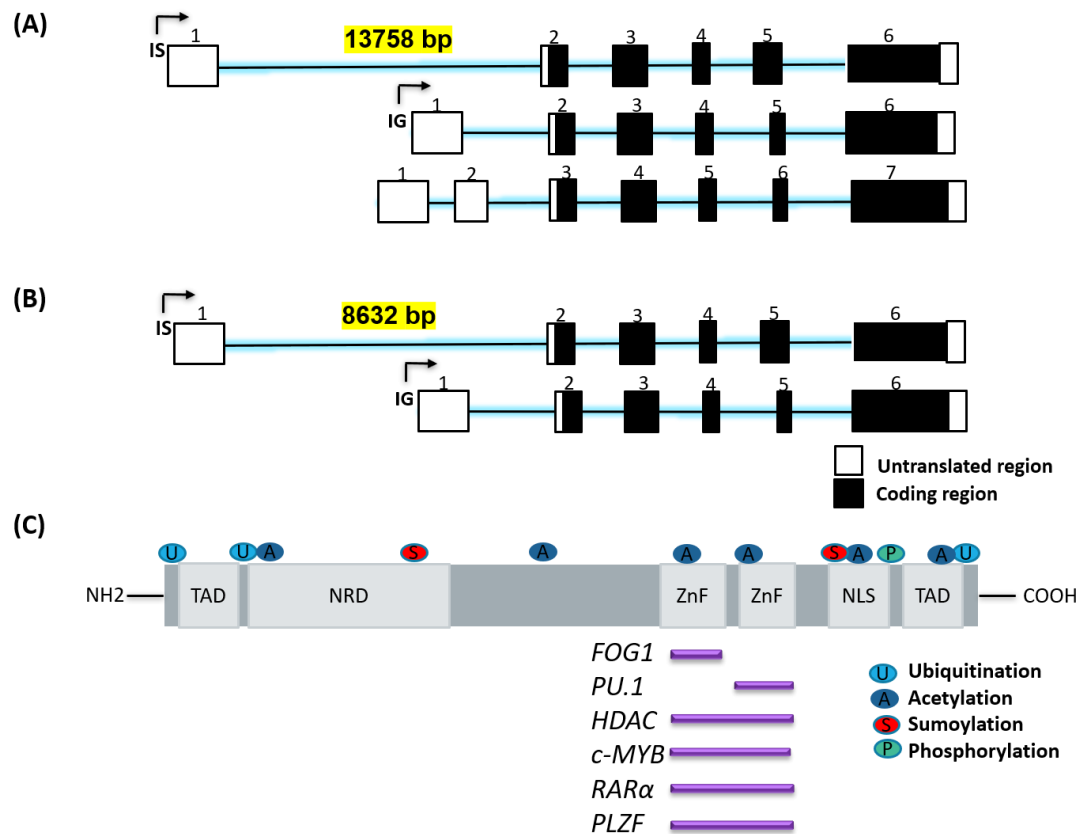 (A)
13758 bp
IS 1 2 3 4 5 6
IG 1 2 3 4 5 6
1 2 3 4 5 6 7
(B)
8632 bp
IS 1 2 3 4 5 6
IG 1 2 3 4 5 6
Untranslated region
Coding region
(C)
U U A S A A A S A P A U
NH2 TAD NRD ZnF ZnF NLS TAD COOH
FOG1
PU.1
HDAC
c-MYB
RARα
PLZF
U Ubiquitination
A Acetylation
S Sumoylation
P Phosphorylation